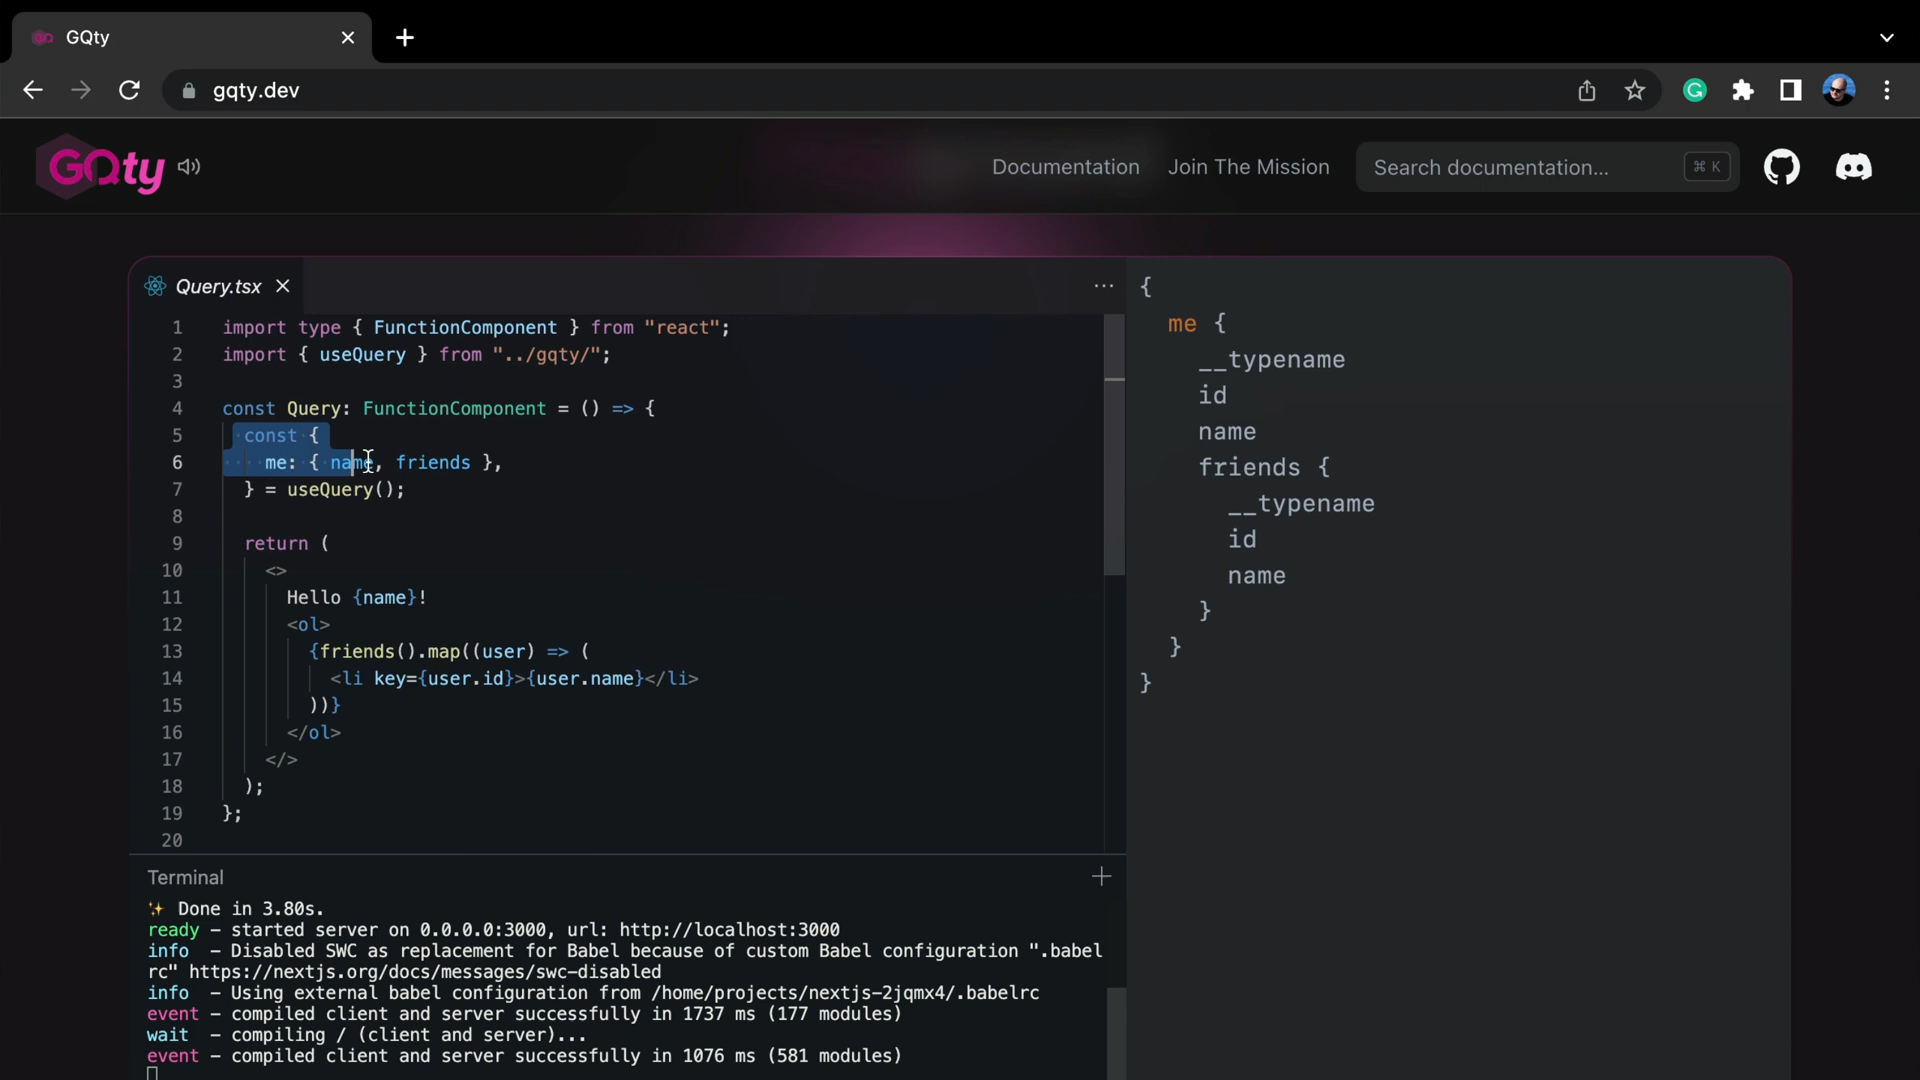 GQty
gqty.dev
GQty
Documentation
Join The Mission
Search documentation...
⌘ K
Query.tsx
1 import type { FunctionComponent } from "react";
2 import { useQuery } from "../gqty/";
3
4 const Query: FunctionComponent = () => {
5 const {
6 me: { name, friends },
7 } = useQuery();
8
9 return (
10 <>
11 Hello {name}!
12 <ol>
13 {friends().map((user) => (
14 <li key={user.id}>{user.name}</li>
15 ))}
16 </ol>
17 </>
18 );
19 };
20
{
me {
__typename
id
name
friends {
__typename
id
name
}
}
}
Terminal
✨ Done in 3.80s.
ready – started server on 0.0.0.0:3000, url: http://localhost:3000
info – Disabled SWC as replacement for Babel because of custom Babel configuration ".babel
rc" https://nextjs.org/docs/messages/swc-disabled
info – Using external babel configuration from /home/projects/nextjs-2jqmx4/.babelrc
event – compiled client and server successfully in 1737 ms (177 modules)
wait – compiling / (client and server)...
event – compiled client and server successfully in 1076 ms (581 modules)